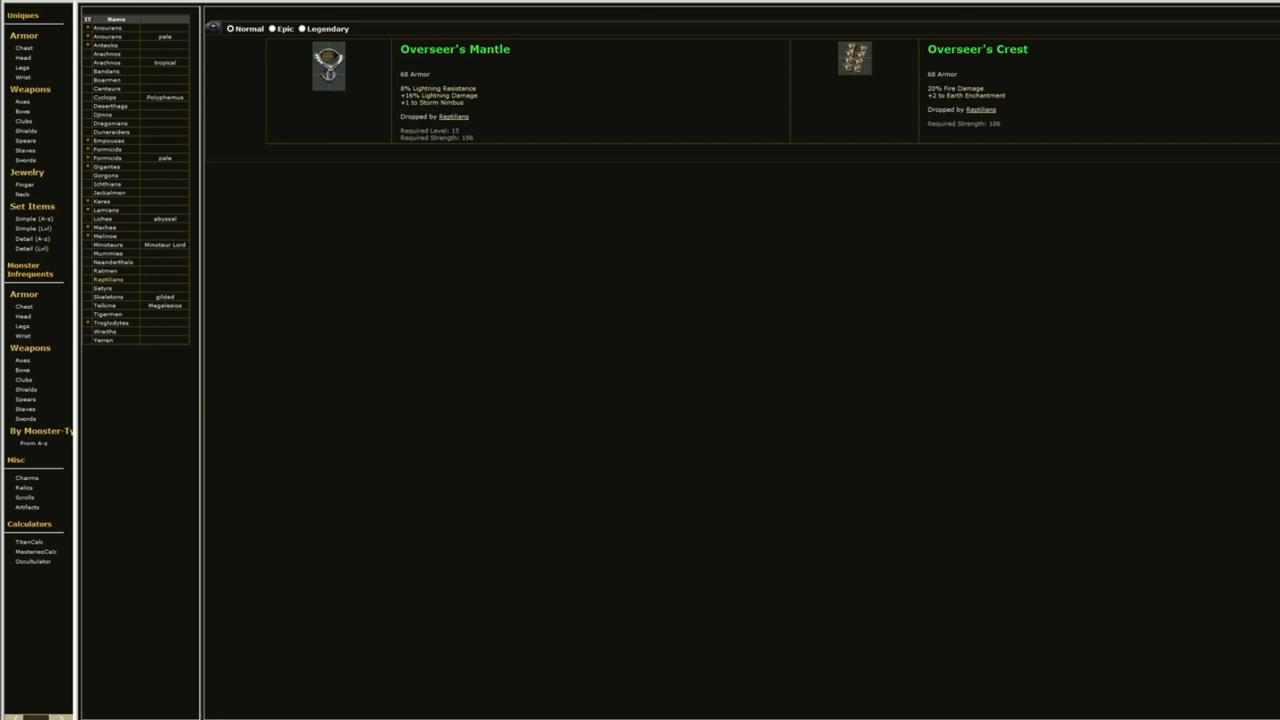 Uniques
Armor
Chest
Head
Legs
Wrist
Weapons
Axes
Bows
Clubs
Shields
Spears
Staves
Swords
Jewelry
Finger
Neck
Set Items
Simple (A-z)
Simple (Lvl)
Detail (A-z)
Detail (Lvl)
Monster
Infrequents
Armor
Chest
Head
Legs
Wrist
Weapons
Axes
Bows
Clubs
Shields
Spears
Staves
Swords
By Monster-Ty
From A-z
Misc
Charms
Relics
Scrolls
Artifacts
Calculators
TitanCalc
MasteriesCalc
Occultulator
IT Name
* Anourans
* Anourans pale
* Anteoks
Arachnos
Arachnos tropical
Bandaris
Boarmen
Centaurs
Cyclops Polyphemus
Deserthags
Djinns
Dragonians
Duneraiders
* Empousas
* Formicids
* Formicids pale
* Gigantes
Gorgons
Ichthians
Jackalmen
* Keres
* Lamians
Liches abyssal
* Machae
* Melinoe
Minotaurs Minotaur Lord
Mummies
Neanderthals
Ratmen
Reptilians
Satyrs
Skeletons gilded
Telkine Megalesios
Tigermen
* Troglodytes
Wraiths
Yerren
Normal Epic Legendary
Overseer's Mantle
68 Armor
8% Lightning Resistance
+16% Lightning Damage
+1 to Storm Nimbus
Dropped by Reptilians
Required Level: 15
Required Strength: 186
Overseer's Crest
68 Armor
20% Fire Damage
+2 to Earth Enchantment
Dropped by Reptilians
Required Strength: 186